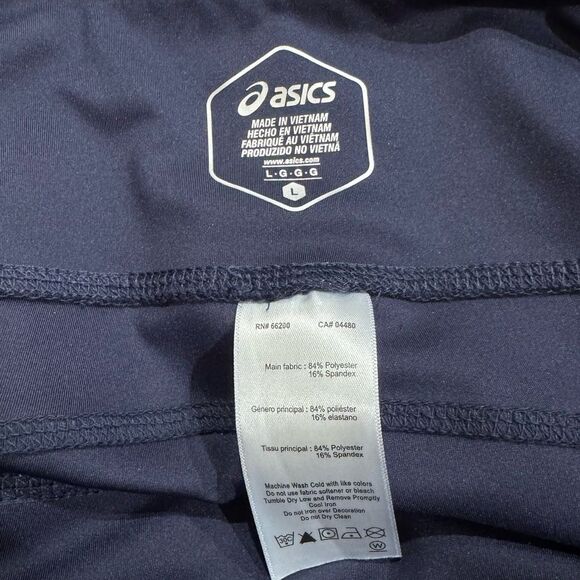 asics
MADE IN VIETNAM
HECHO EN VIETNAM
FABRIQUÉ AU VIÊTNAM
PRODUZIDO NO VIETNÃ
www.asics.com
L·G·G·G
L
RN# 66200 CA# 04480
Main fabric : 84% Polyester
16% Spandex
Género principal : 84% poliéster
16% elastano
Tissu principal : 84% Polyester
16% Spandex
Machine Wash Cold with like colors
Do not use fabric softener or bleach
Tumble Dry Low and Remove Promptly
Cool Iron
Do not Iron over Decoration
Do not Dry Clean
W